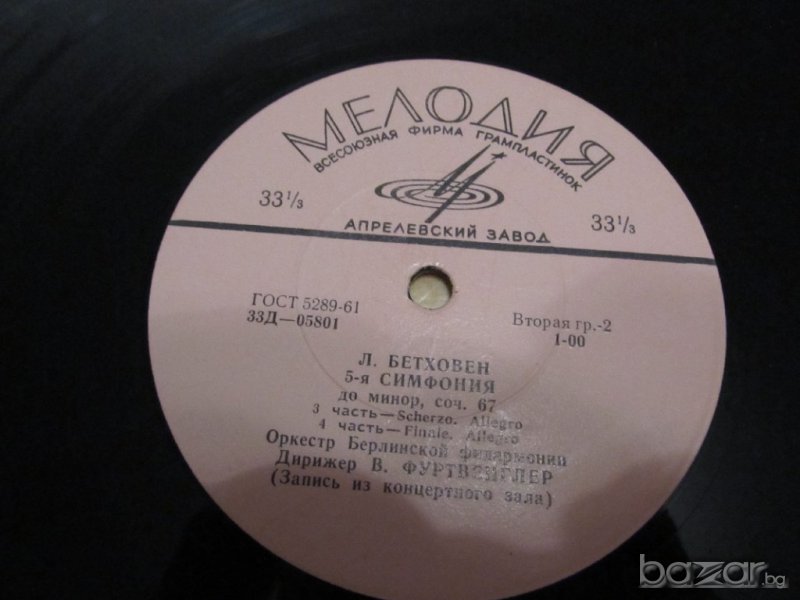 МЕЛОДИЯ
ВСЕСОЮЗНАЯ ФИРМА ГРАМПЛАСТИНОК
33⅓ 33⅓
АПРЕЛЕВСКИЙ ЗАВОД
ГОСТ 5289-61
33Д—05801
Вторая гр.-2
1-00
Л. БЕТХОВЕН
5-я СИМФОНИЯ
до минор, соч. 67
3 часть—Scherzo. Allegro
4 часть—Finale. Allegro
Оркестр Берлинской филармонии
Дирижер В. ФУРТВЭНГЛЕР
(Запись из концертного зала)
bazar.bg